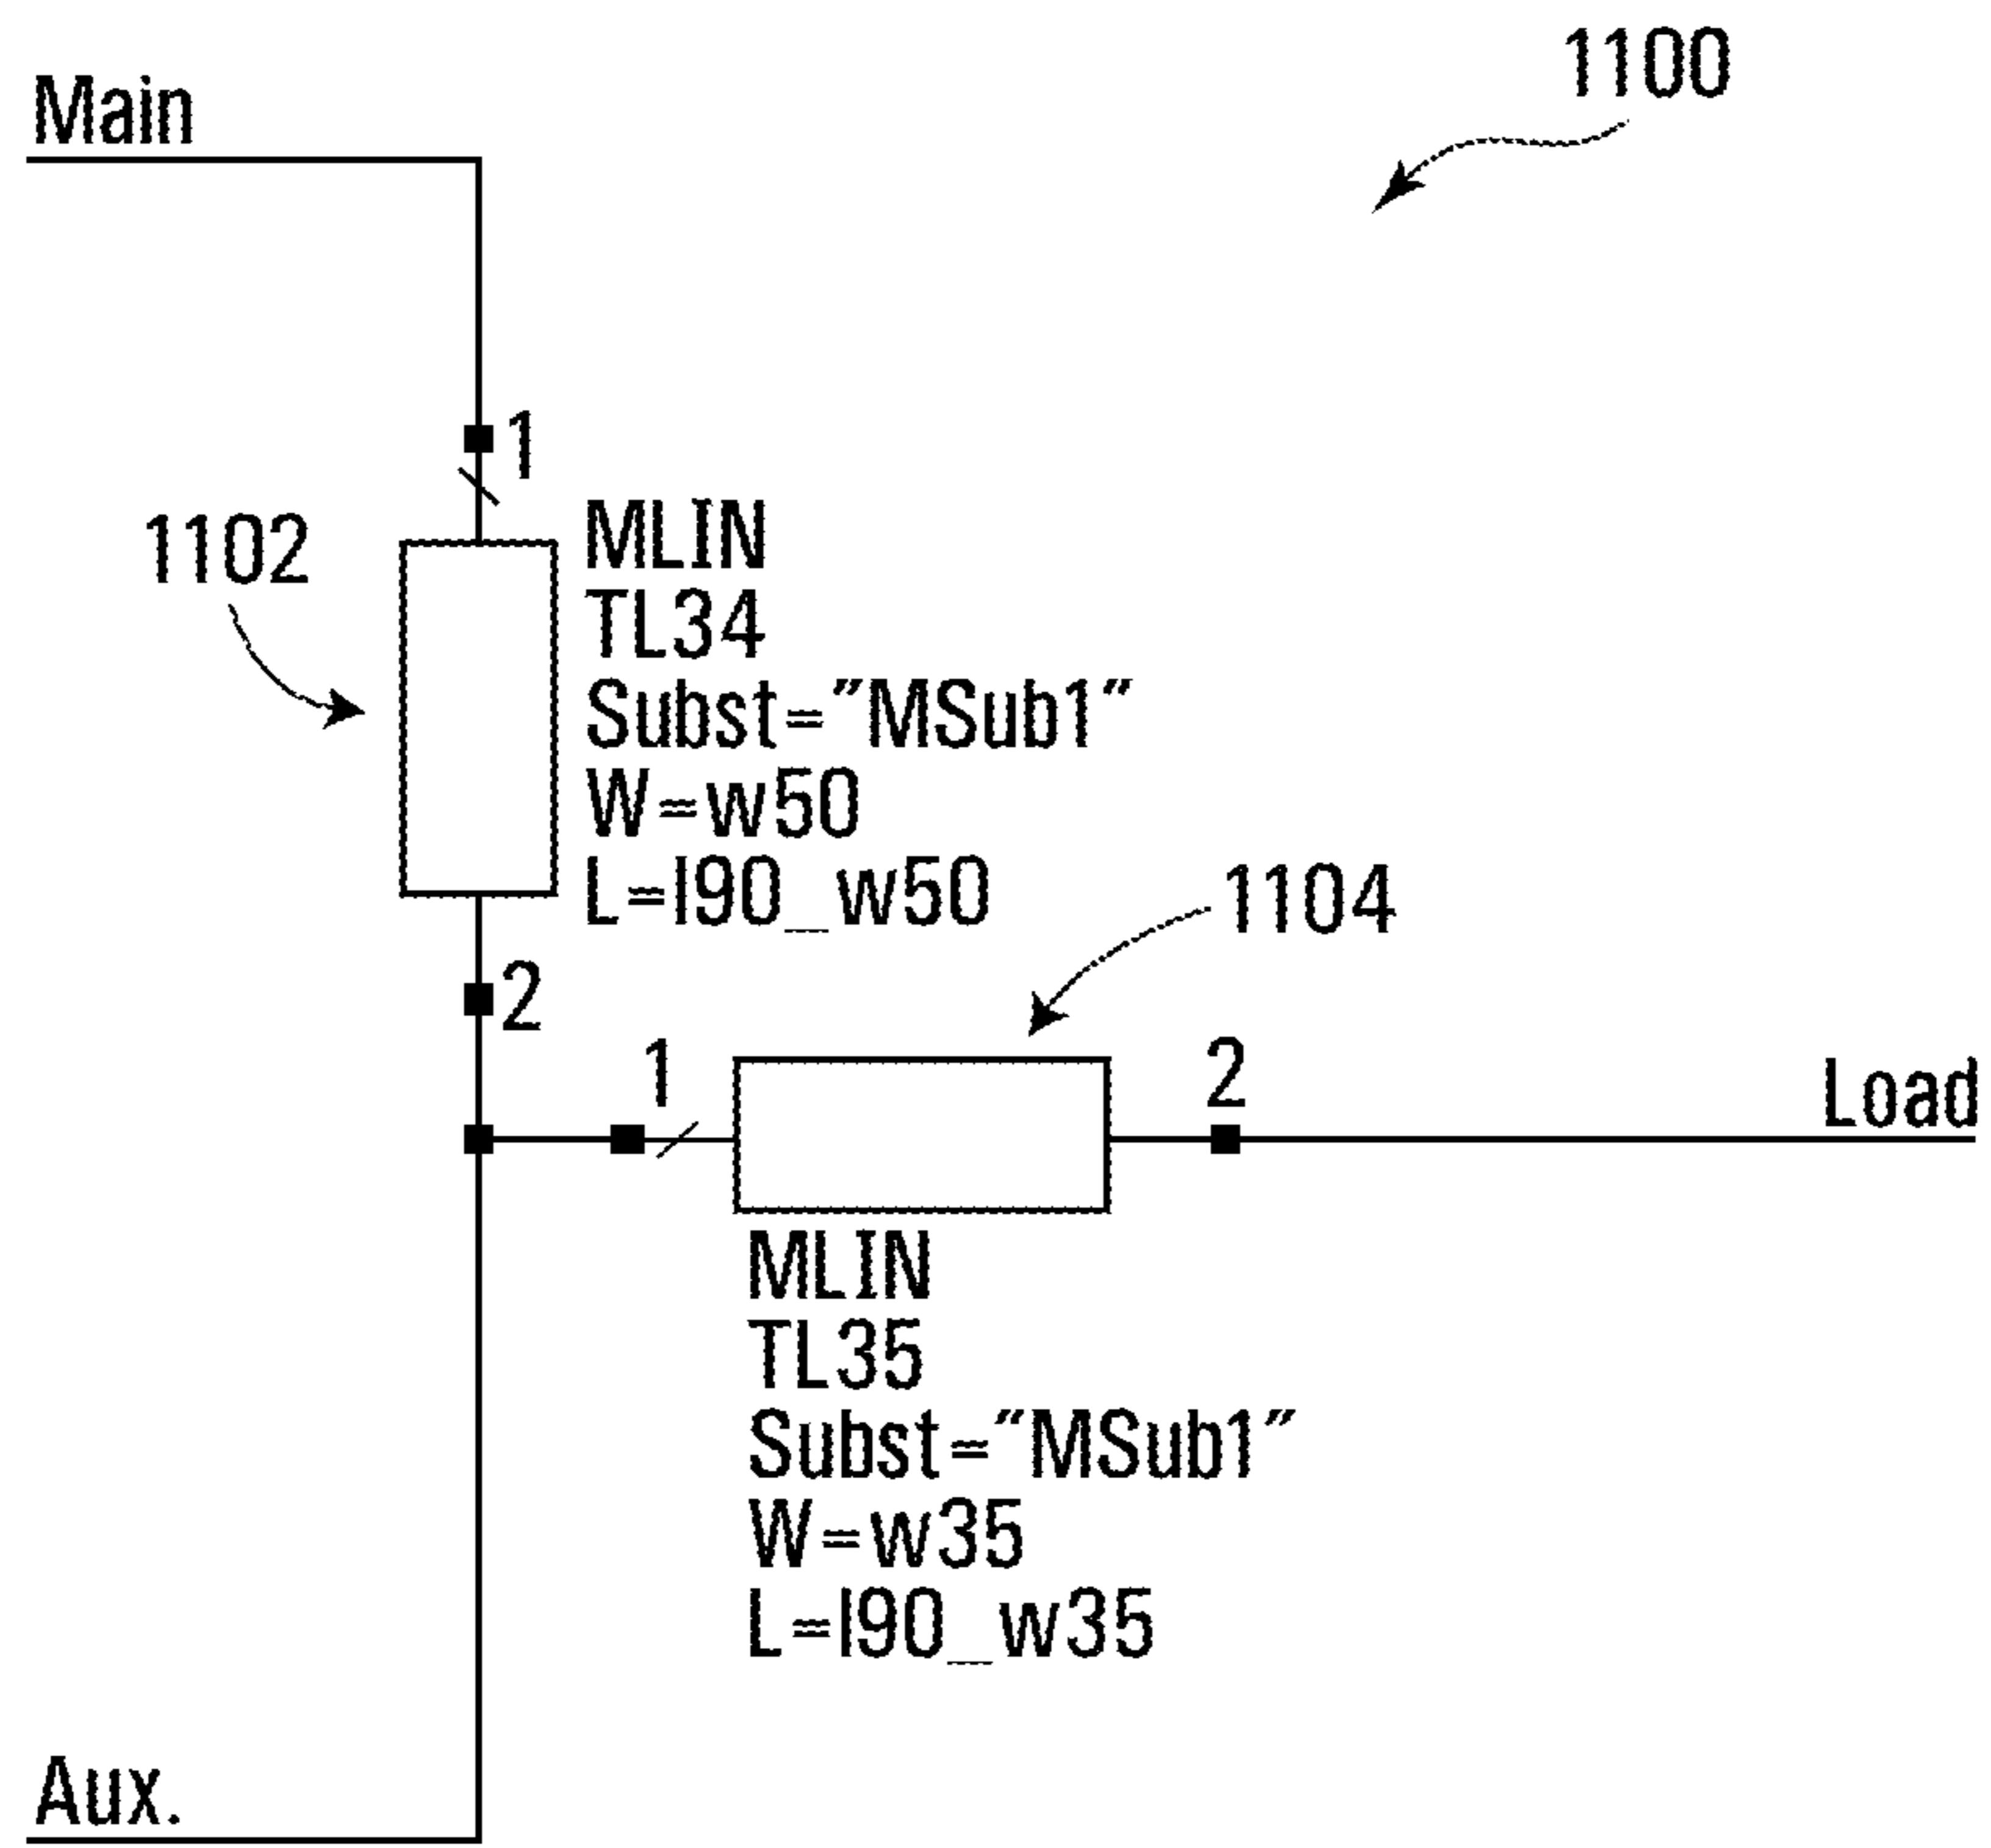 1100
Main
1
1102
MLIN
TL34
Subst="MSub1"
W=w50
L=l90_w50
1104
2
1
2
Load
MLIN
TL35
Subst="MSub1"
W=w35
L=l90_w35
Aux.